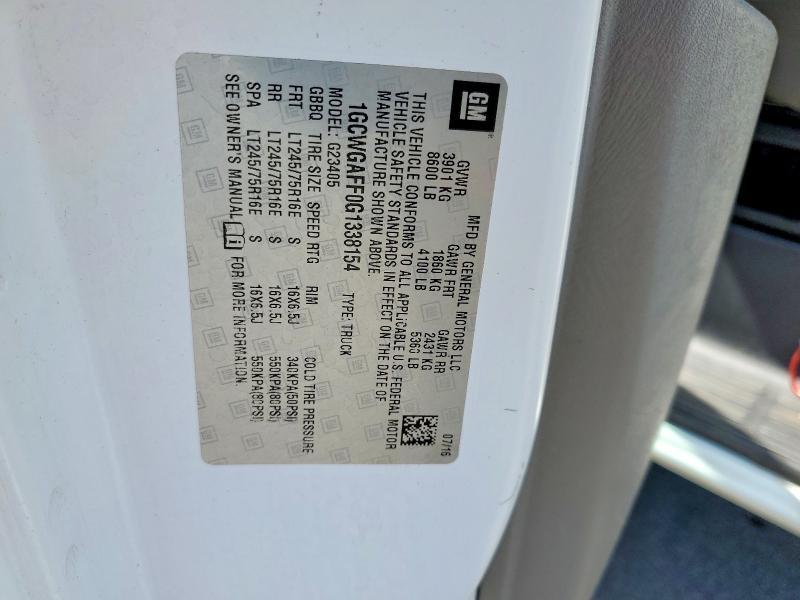 GM
MFD BY GENERAL MOTORS LLC 07/16
GVWR GAWR FRT GAWR RR
3901 KG 1860 KG 2431 KG
8600 LB 4100 LB 5360 LB
THIS VEHICLE CONFORMS TO ALL APPLICABLE U.S. FEDERAL MOTOR
VEHICLE SAFETY STANDARDS IN EFFECT ON THE DATE OF
MANUFACTURE SHOWN ABOVE.
1GCWGAFF0G1338154 TYPE: TRUCK
MODEL: G23405
GBBQ TIRE SIZE SPEED RTG RIM COLD TIRE PRESSURE
FRT LT245/75R16E S 16X6.5J 340KPA(50PSI)
RR LT245/75R16E S 16X6.5J 550KPA(80PSI)
SPA LT245/75R16E S 16X6.5J 550KPA(80PSI)
SEE OWNER'S MANUAL FOR MORE INFORMATION.